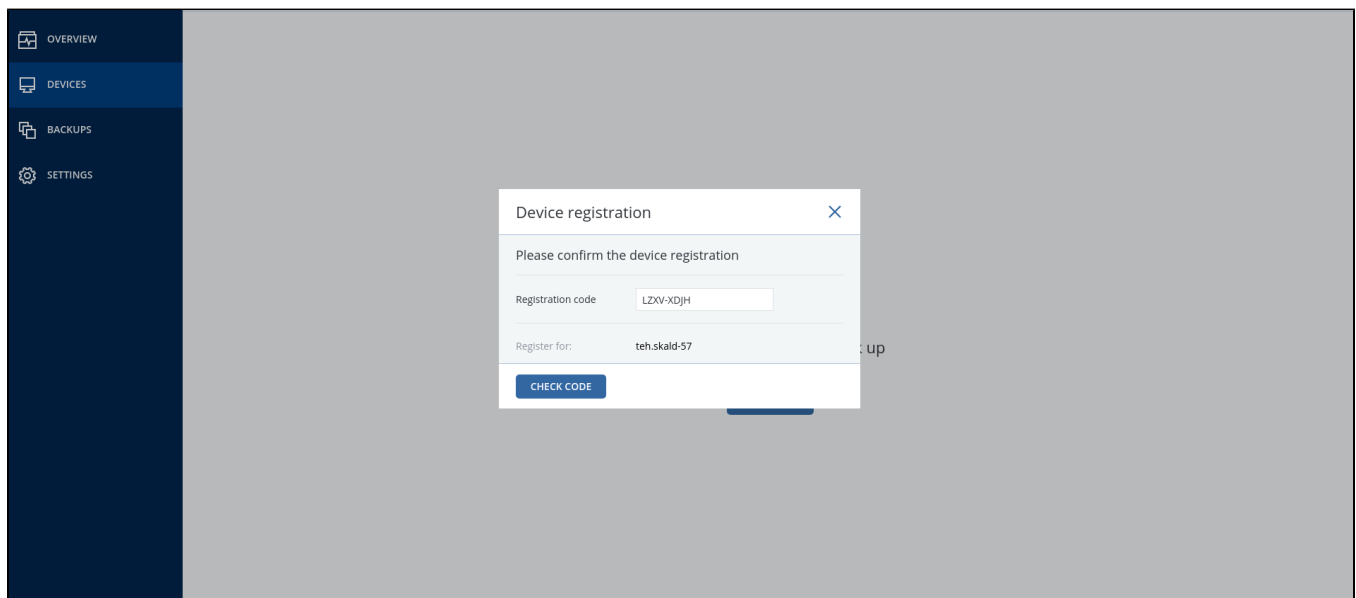 OVERVIEW
DEVICES
BACKUPS
SETTINGS
Device registration
Please confirm the device registration
Registration code LZXV-XDJH
Register for: teh.skald-57
up
CHECK CODE